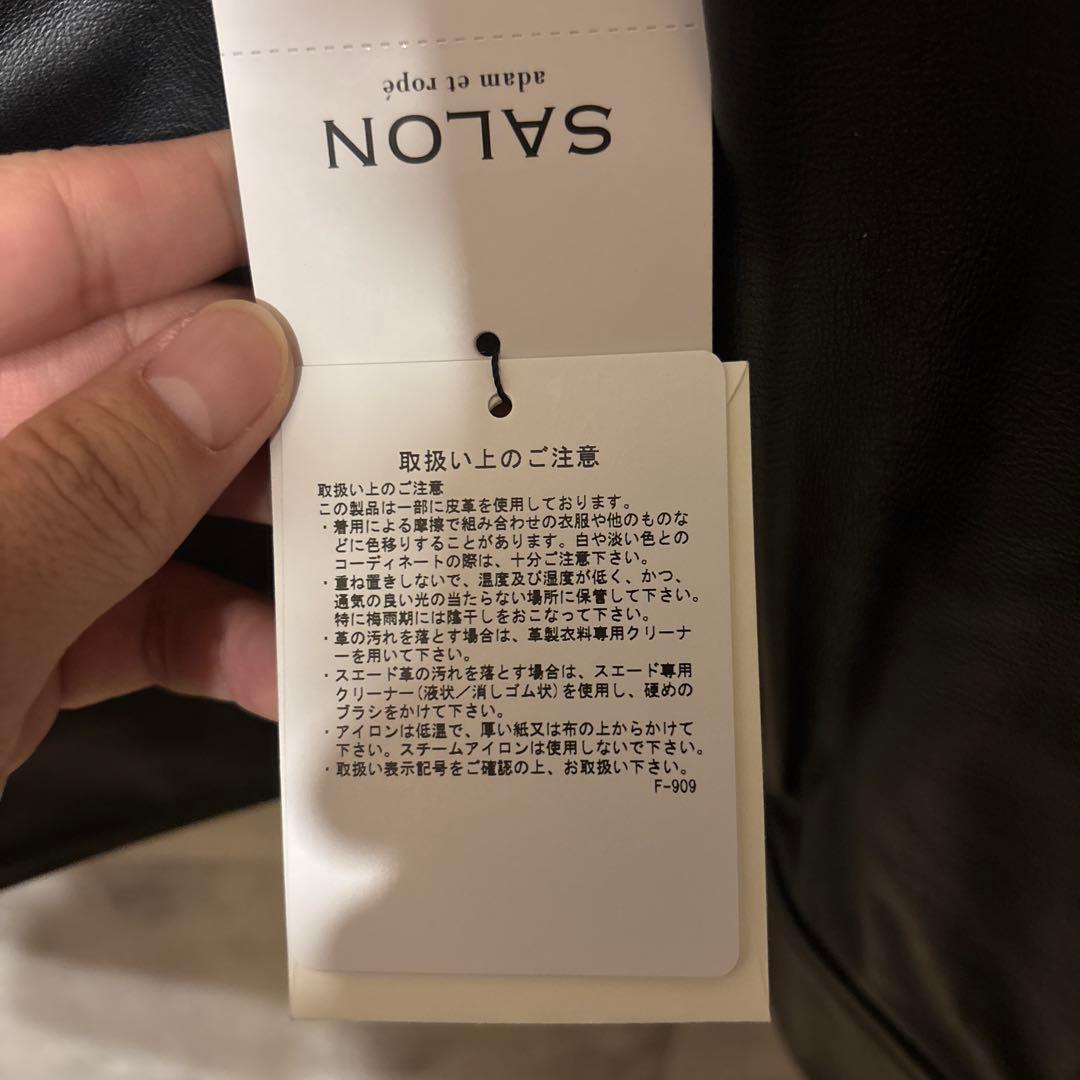 adam et ropé
SALON
取扱い上のご注意
取扱い上のご注意
この製品は一部に皮革を使用しております。
・着用による摩擦で組み合わせの衣服や他のものな
どに色移りすることがあります。白や淡い色との
コーディネートの際は、十分ご注意下さい。
・重ね置きしないで、温度及び湿度が低く、かつ、
通気の良い光の当たらない場所に保管して下さい。
特に梅雨期には陰干しをおこなって下さい。
・革の汚れを落とす場合は、革製衣料専用クリーナ
ーを用いて下さい。
・スエード革の汚れを落とす場合は、スエード専用
クリーナー(液状／消しゴム状)を使用し、硬めの
ブラシをかけて下さい。
・アイロンは低温で、厚い紙又は布の上からかけて
下さい。スチームアイロンは使用しないで下さい。
・取扱い表示記号をご確認の上、お取扱い下さい。
F-909